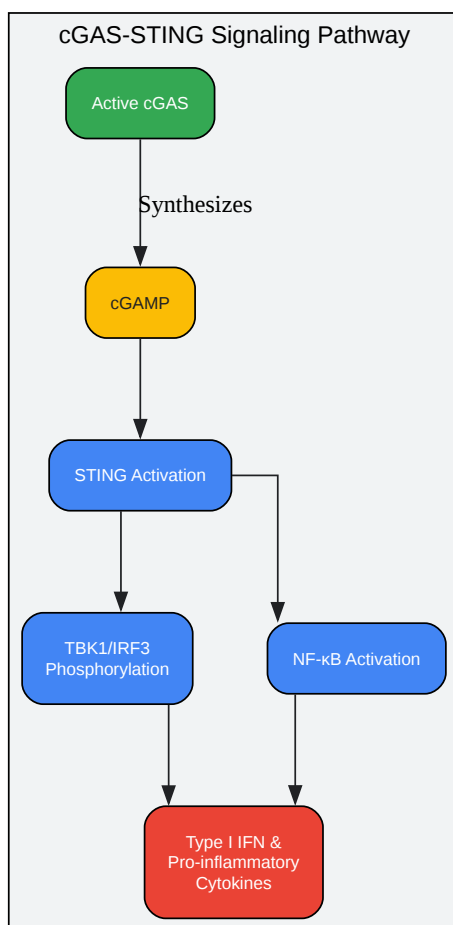 cGAS-STING Signaling Pathway
Active cGAS
Synthesizes
cGAMP
STING Activation
TBK1/IRF3
Phosphorylation
NF-κB Activation
Type I IFN &
Pro-inflammatory
Cytokines